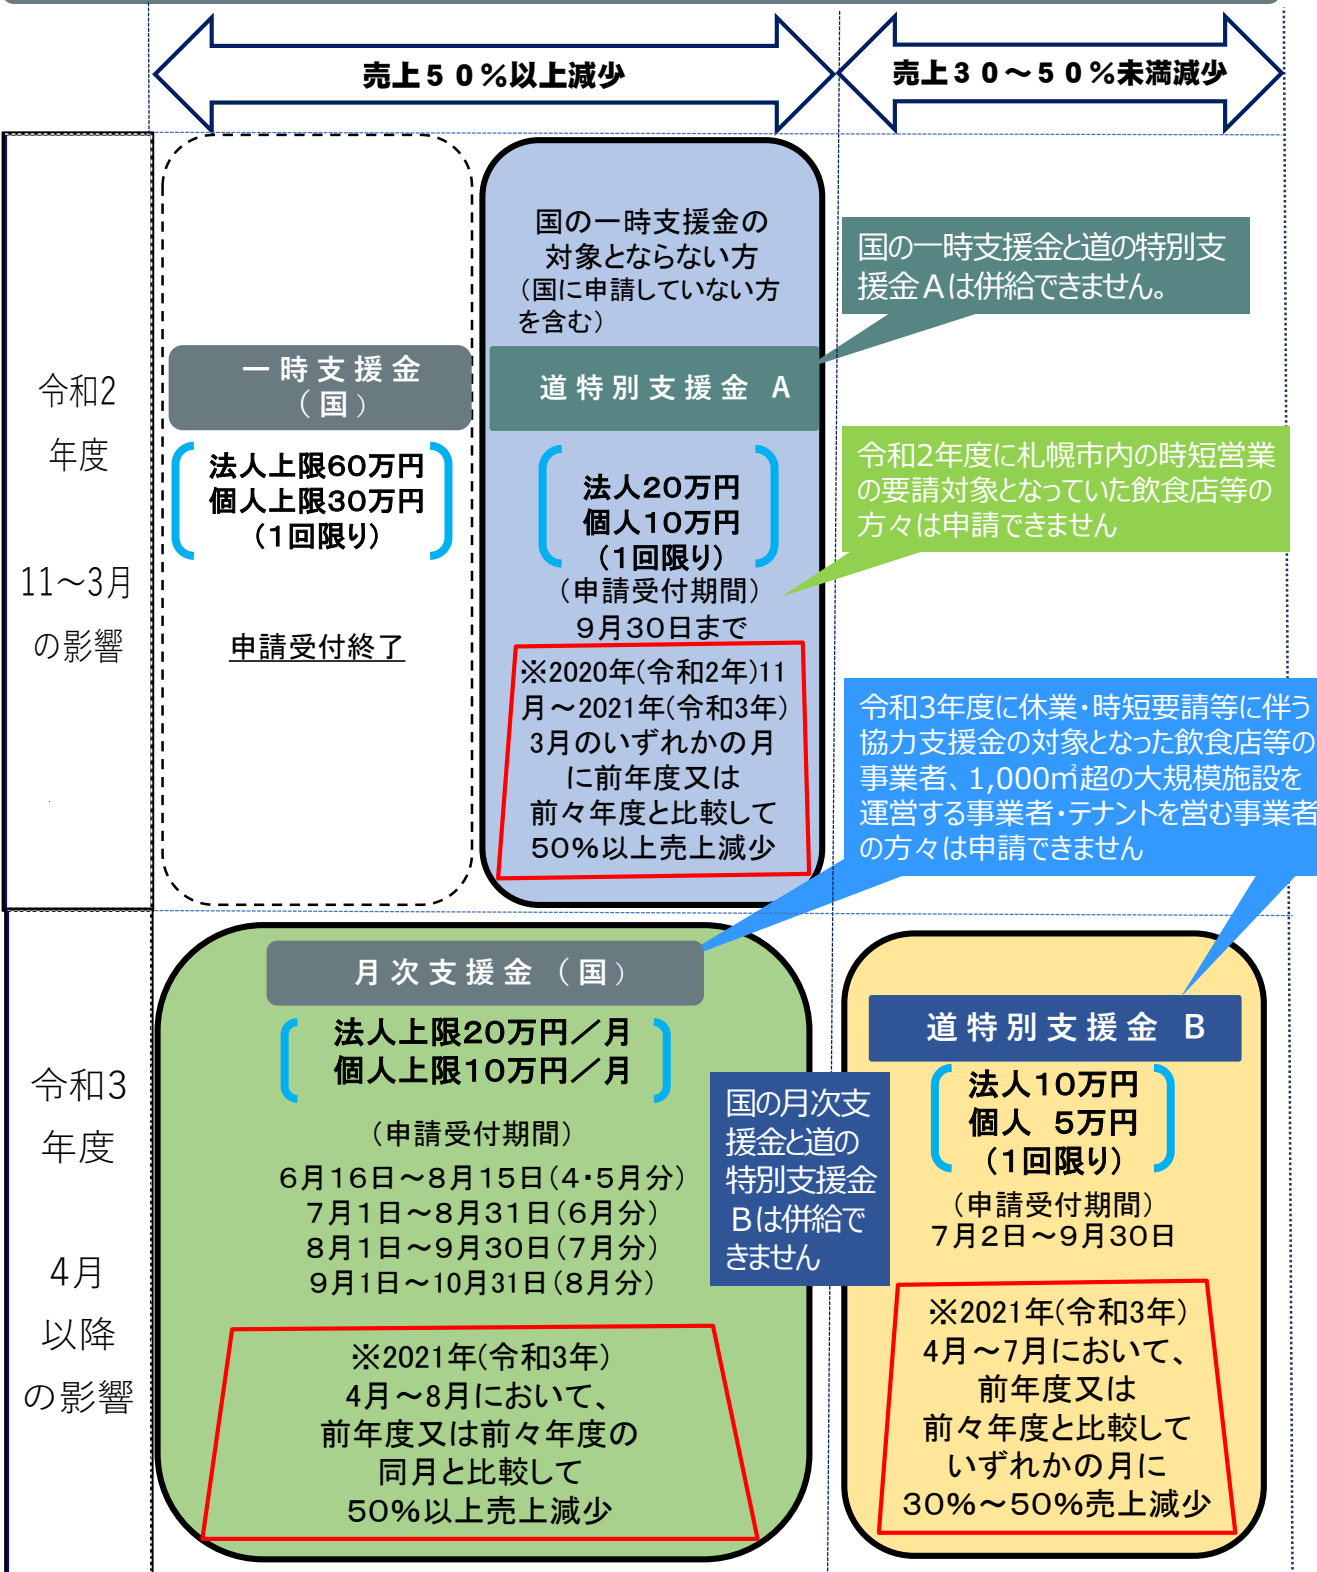 売上５０％以上減少
売上３０～５０％未満減少
令和2
年度
11～3月
の影響
一時支援金
（国）
法人上限60万円
個人上限30万円
（1回限り）
申請受付終了
国の一時支援金の
対象とならない方
（国に申請していない方
を含む）
道特別支援金 A
法人20万円
個人10万円
（1回限り）
（申請受付期間）
９月30日まで
※2020年(令和2年)11
月～2021年(令和3年)
3月のいずれかの月
に前年度又は
前々年度と比較して
50％以上売上減少
国の一時支援金と道の特別支
援金Ａは併給できません。
令和2年度に札幌市内の時短営業
の要請対象となっていた飲食店等の
方々は申請できません
令和3年度に休業・時短要請等に伴う
協力支援金の対象となった飲食店等の
事業者、1,000㎡超の大規模施設を
運営する事業者・テナントを営む事業者
の方々は申請できません
令和3
年度
4月
以降
の影響
月次支援金（国）
法人上限20万円／月
個人上限10万円／月
（申請受付期間）
6月16日～8月15日(4・5月分)
7月1日～8月31日(6月分)
8月1日～9月30日(7月分)
9月1日～10月31日(8月分)
※2021年(令和3年)
4月～8月において、
前年度又は前々年度の
同月と比較して
50％以上売上減少
国の月次支
援金と道の
特別支援金
Ｂは併給で
きません
道特別支援金 B
法人10万円
個人 5万円
（1回限り）
（申請受付期間）
7月2日～9月30日
※2021年(令和3年)
4月～7月において、
前年度又は
前々年度と比較して
いずれかの月に
30％～50％売上減少